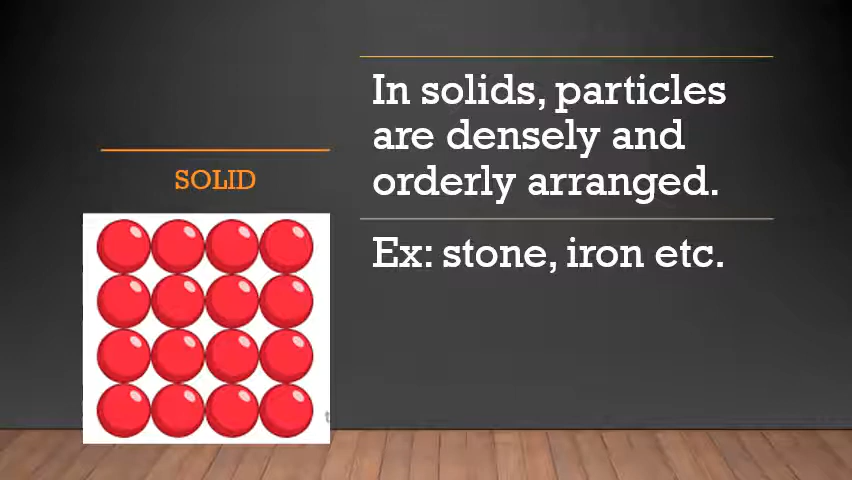 SOLID
In solids, particles
are densely and
orderly arranged.
Ex: stone, iron etc.
t